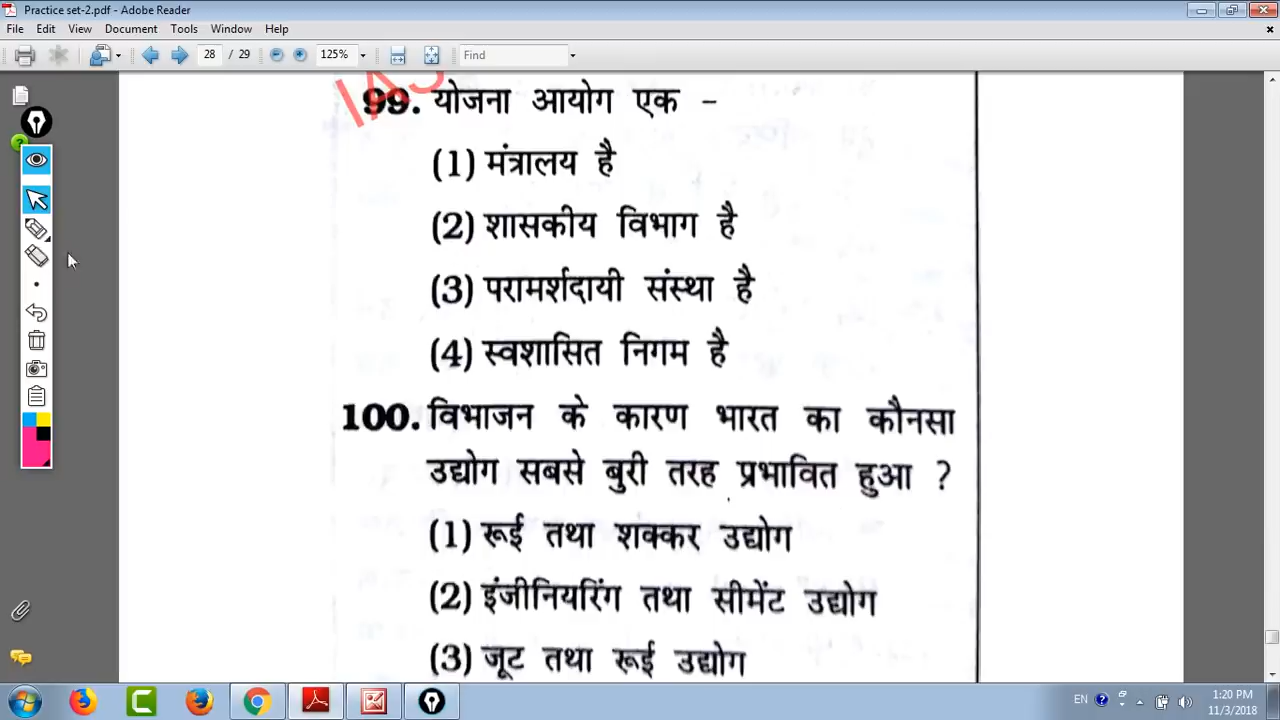 Practice set-2.pdf - Adobe Reader
File Edit View Document Tools Window Help
28 / 29 125% Find
IAS
99. योजना आयोग एक -
(1) मंत्रालय है
(2) शासकीय विभाग है
(3) परामर्शदायी संस्था है
(4) स्वशासित निगम है
100. विभाजन के कारण भारत का कौनसा
उद्योग सबसे बुरी तरह प्रभावित हुआ ?
(1) रूई तथा शक्कर उद्योग
(2) इंजीनियरिंग तथा सीमेंट उद्योग
(3) जूट तथा रूई उद्योग
EN 1:20 PM
11/3/2018